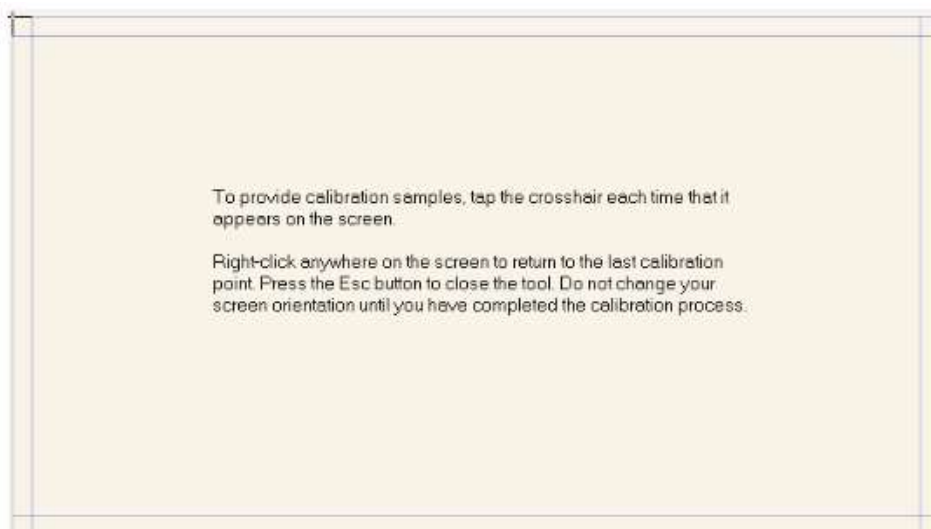 To provide calibration samples, tap the crosshair each time that it
appears on the screen.
Right-click anywhere on the screen to return to the last calibration
point. Press the Esc button to close the tool. Do not change your
screen orientation until you have completed the calibration process.